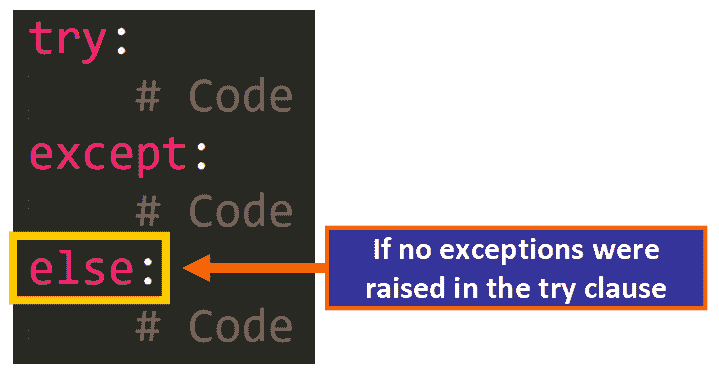 try:
# Code
except:
# Code
else:
If no exceptions were
raised in the try clause
# Code